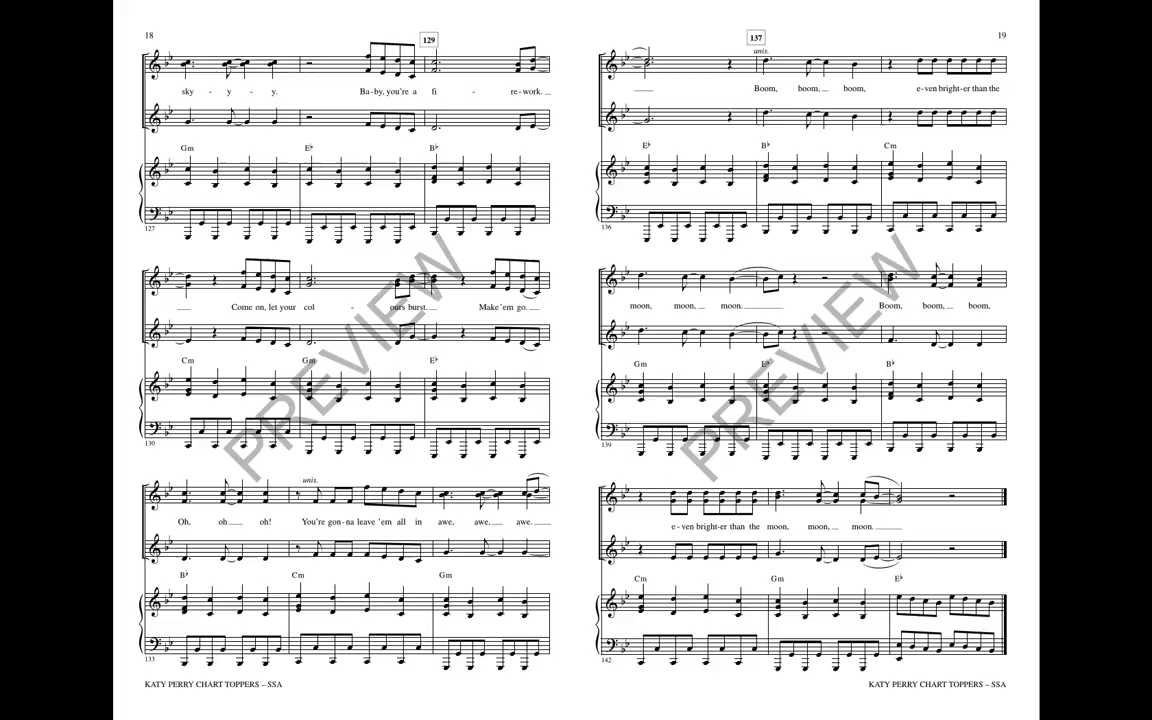 18
129
sky - y - y. Ba-by, you're a fi - re-work.
Gm E♭ B♭
127
Come on, let your col - ours burst. Make 'em go.
Cm Gm E♭
130
unis.
Oh, oh oh! You're gon-na leave 'em all in awe, awe, awe.
B♭ Cm Gm
133
KATY PERRY CHART TOPPERS – SSA
PREVIEW
19
137
unis.
Boom, boom, boom, e-ven bright-er than the
E♭ B♭ Cm
136
moon, moon, moon. Boom, boom, boom,
Gm E♭ B♭
139
e-ven bright-er than the moon, moon, moon.
Cm Gm E♭
142
KATY PERRY CHART TOPPERS – SSA
PREVIEW